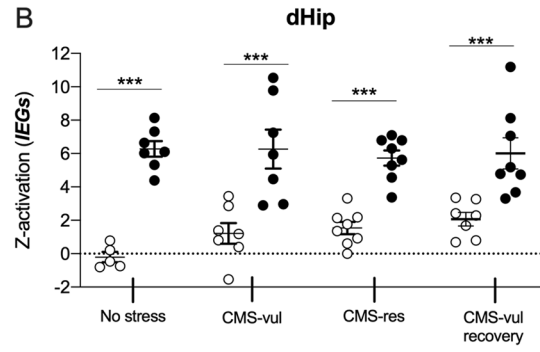 B
dHip
Z-activation (IEGs)
12
10
8
6
4
2
0
-2
***
***
***
***
No stress
CMS-vul
CMS-res
CMS-vul
recovery